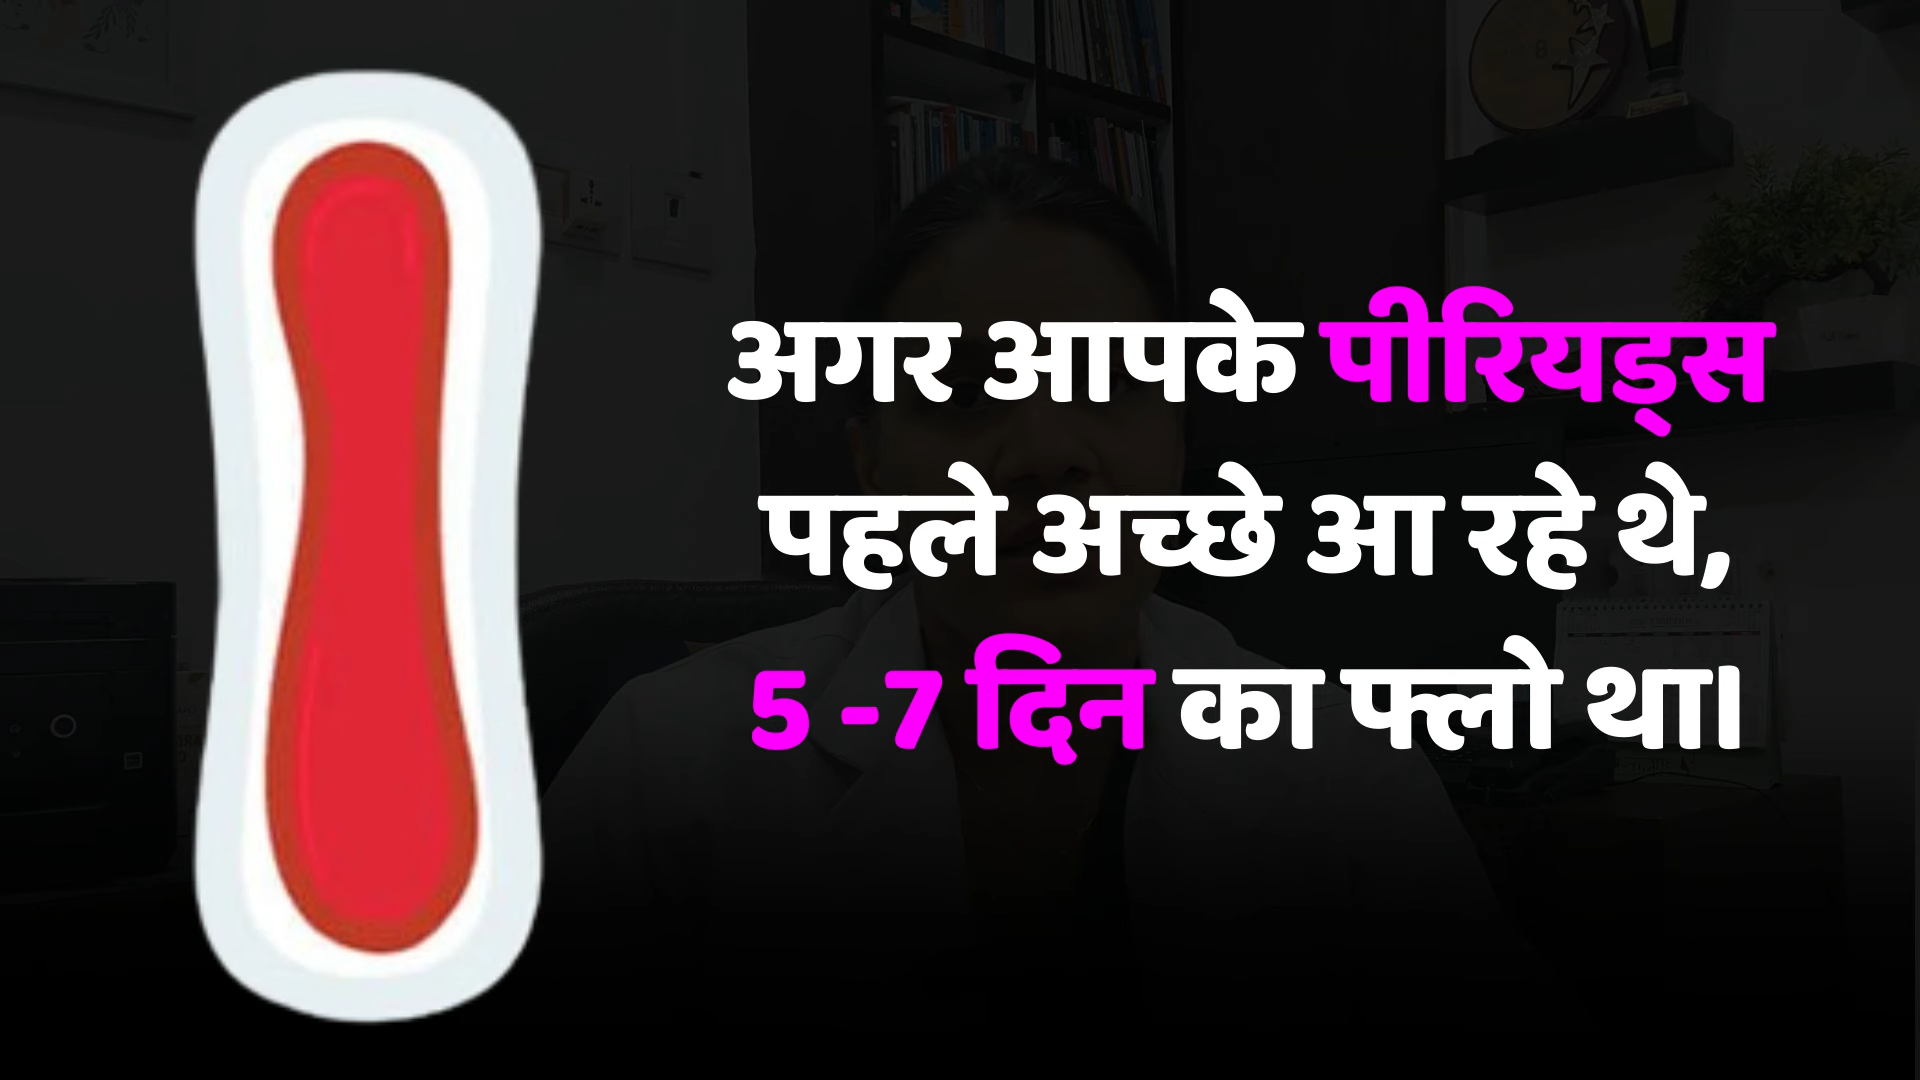 अगर आपके पीरियड्स
पहले अच्छे आ रहे थे,
5 -7 दिन का फ्लो था।